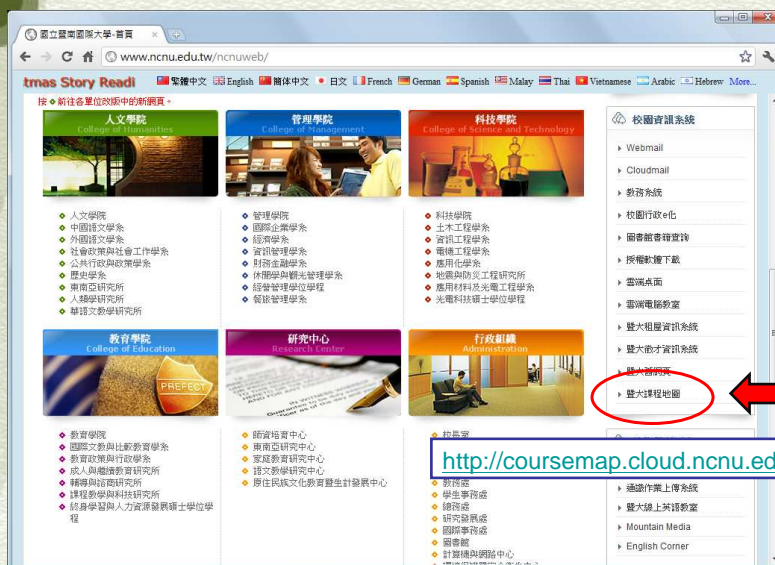 國立暨南國際大學-首頁
www.ncnu.edu.tw/ncnuweb/
tmas Story Readi
繁體中文 English 簡体中文 日文 French German Spanish Malay Thai Vietnamese Arabic Hebrew More...
按 前往各單位改版中的新網頁。
人文學院
College of Humanities
管理學院
College of Management
科技學院
College of Science and Technology
人文學院
中國語文學系
外國語文學系
社會政策與社會工作學系
公共行政與政策學系
歷史學系
東南亞研究所
人類學研究所
華語文教學研究所
管理學院
國際企業學系
經濟學系
資訊管理學系
財務金融學系
休閒學與觀光管理學系
經營管理學位學程
餐旅管理學系
科技學院
土木工程學系
資訊工程學系
電機工程學系
應用化學系
地震與防災工程研究所
應用材料及光電工程學系
光電科技碩士學位學程
教育學院
College of Education
PREFECT
研究中心
Research Center
行政組織
Administration
教育學院
國際文教與比較教育學系
教育政策與行政學系
成人與繼續教育研究所
輔導與諮商研究所
課程教學與科技研究所
終身學習與人力資源發展碩士學位學
程
師資培育中心
東南亞研究中心
家庭教育研究中心
語文教學研究中心
原住民族文化教育暨生計發展中心
校長室
教務處
學生事務處
總務處
研究發展處
國際事務處
圖書館
計算機與網路中心
校園資訊系統
Webmail
Cloudmail
教務系統
校園行政e化
圖書館書籍查詢
授權軟體下載
雲端桌面
雲端電腦教室
暨大租屋資訊系統
暨大徵才資訊系統
暨大舊網頁
暨大課程地圖
http://coursemap.cloud.ncnu.ed
通識作業上傳系統
暨大線上英語教室
Mountain Media
English Corner